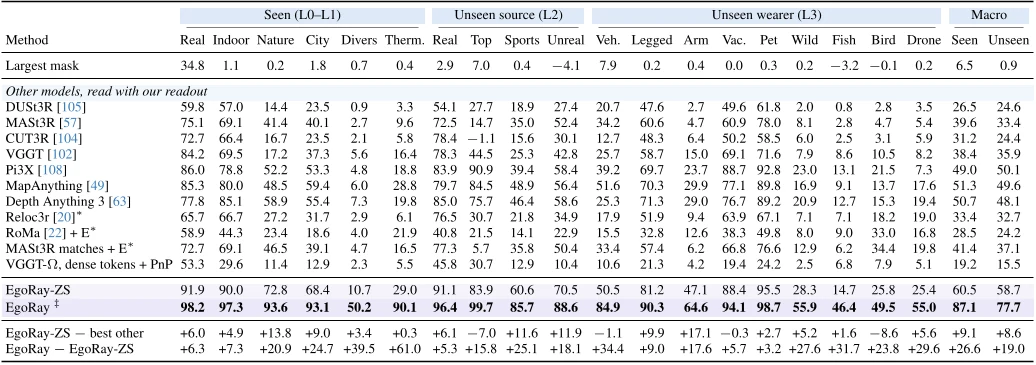 Seen (L0–L1) Unseen source (L2) Unseen wearer (L3) Macro
Method Real Indoor Nature City Divers Therm. Real Top Sports Unreal Veh. Legged Arm Vac. Pet Wild Fish Bird Drone Seen Unseen
Largest mask 34.8 1.1 0.2 1.8 0.7 0.4 2.9 7.0 0.4 −4.1 7.9 0.2 0.4 0.0 0.3 0.2 −3.2 −0.1 0.2 6.5 0.9
Other models, read with our readout
DUSt3R [105] 59.8 57.0 14.4 23.5 0.9 3.3 54.1 27.7 18.9 27.4 20.7 47.6 2.7 49.6 61.8 2.0 0.8 2.8 3.5 26.5 24.6
MASt3R [57] 75.1 69.1 41.4 40.1 2.7 9.6 72.5 14.7 35.0 52.4 34.2 60.6 4.7 60.9 78.0 8.1 2.8 4.7 5.4 39.6 33.4
CUT3R [104] 72.7 66.4 16.7 23.5 2.1 5.8 78.4 −1.1 15.6 30.1 12.7 48.3 6.4 50.2 58.5 6.0 2.5 3.1 5.9 31.2 24.4
VGGT [102] 84.2 69.5 17.2 37.3 5.6 16.4 78.3 44.5 25.3 42.8 25.7 58.7 15.0 69.1 71.6 7.9 8.6 10.5 8.2 38.4 35.9
Pi3X [108] 86.0 78.8 52.2 53.3 4.8 18.8 83.9 90.9 39.4 58.4 39.2 69.7 23.7 88.7 92.8 23.0 13.1 21.5 7.3 49.0 50.1
MapAnything [49] 85.3 80.0 48.5 59.4 6.0 28.8 79.7 84.5 48.9 56.4 51.6 70.3 29.9 77.1 89.8 16.9 9.1 13.7 17.6 51.3 49.6
Depth Anything 3 [63] 77.8 85.1 58.9 55.4 7.3 19.8 85.0 75.7 46.4 58.6 25.3 71.3 29.0 76.7 89.2 20.9 12.7 15.3 19.4 50.7 48.1
Reloc3r [20]* 65.7 66.7 27.2 31.7 2.9 6.1 76.5 30.7 21.8 34.9 17.9 51.9 9.4 63.9 67.1 7.1 7.1 18.2 19.0 33.4 32.7
RoMa [22] + E* 58.9 44.3 23.4 18.6 4.0 21.9 40.8 21.5 14.1 22.9 15.5 32.8 12.6 38.3 49.8 8.0 9.0 33.0 16.8 28.5 24.2
MASt3R matches + E* 72.7 69.1 46.5 39.1 4.7 16.5 77.3 5.7 35.8 50.4 33.4 57.4 6.2 66.8 76.6 12.9 6.2 34.4 19.8 41.4 37.1
VGGT-Ω, dense tokens + PnP 53.3 29.6 11.4 12.9 2.3 5.5 45.8 30.7 12.9 10.4 10.6 21.3 4.2 19.4 24.2 2.5 6.8 7.9 5.1 19.2 15.5
EgoRay-ZS 91.9 90.0 72.8 68.4 10.7 29.0 91.1 83.9 60.6 70.5 50.5 81.2 47.1 88.4 95.5 28.3 14.7 25.8 25.4 60.5 58.7
EgoRay ‡ 98.2 97.3 93.6 93.1 50.2 90.1 96.4 99.7 85.7 88.6 84.9 90.3 64.6 94.1 98.7 55.9 46.4 49.5 55.0 87.1 77.7
EgoRay-ZS − best other +6.0 +4.9 +13.8 +9.0 +3.4 +0.3 +6.1 −7.0 +11.6 +11.9 −1.1 +9.9 +17.1 −0.3 +2.7 +5.2 +1.6 −8.6 +5.6 +9.1 +8.6
EgoRay − EgoRay-ZS +6.3 +7.3 +20.9 +24.7 +39.5 +61.0 +5.3 +15.8 +25.1 +18.1 +34.4 +9.0 +17.6 +5.7 +3.2 +27.6 +31.7 +23.8 +29.6 +26.6 +19.0